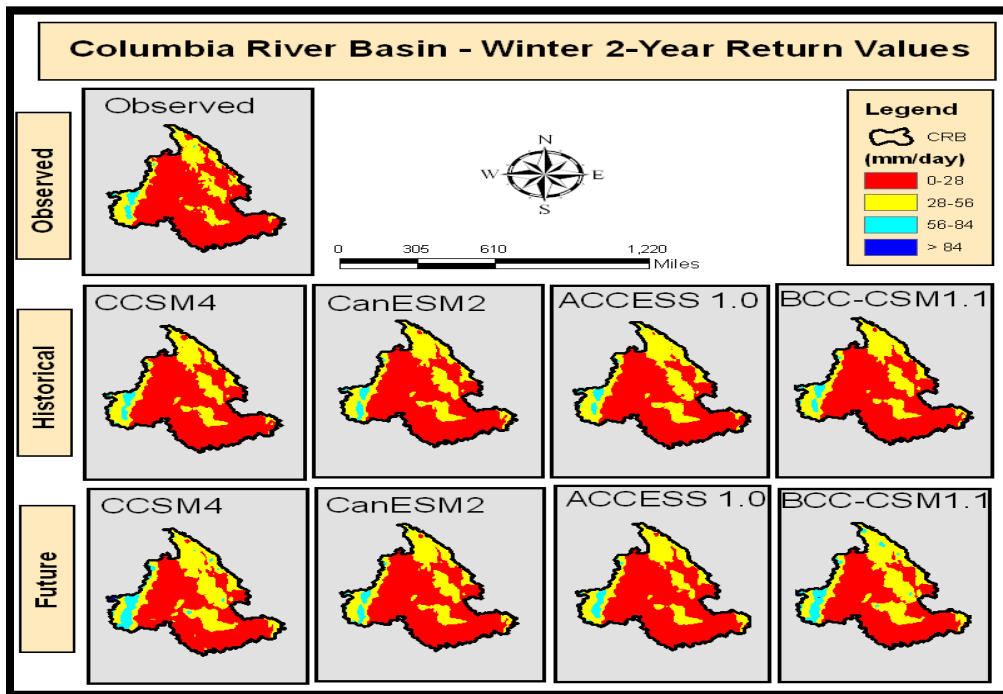 Columbia River Basin - Winter 2-Year Return Values
Observed
Observed
N
W
E
S
0 305 610 1,220
Miles
Legend
CRB
(mm/day)
0-28
28-56
56-84
> 84
Historical
CCSM4
CanESM2
ACCESS 1.0
BCC-CSM1.1
Future
CCSM4
CanESM2
ACCESS 1.0
BCC-CSM1.1